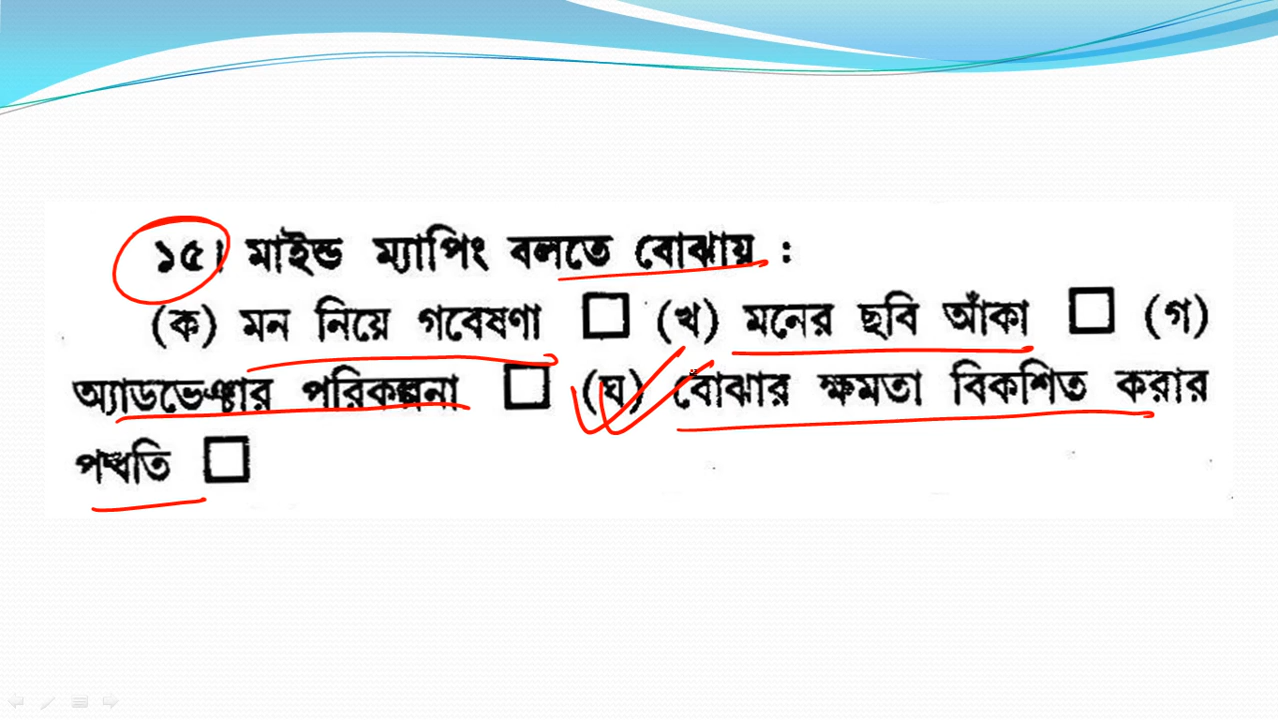 ১৫। মাইন্ড ম্যাপিং বলতে বোঝায় :
(ক) মন নিয়ে গবেষণা □ (খ) মনের ছবি আঁকা □ (গ)
অ্যাডভেঞ্চার পরিকল্পনা □ (ঘ) বোঝার ক্ষমতা বিকশিত করার
পদ্ধতি □